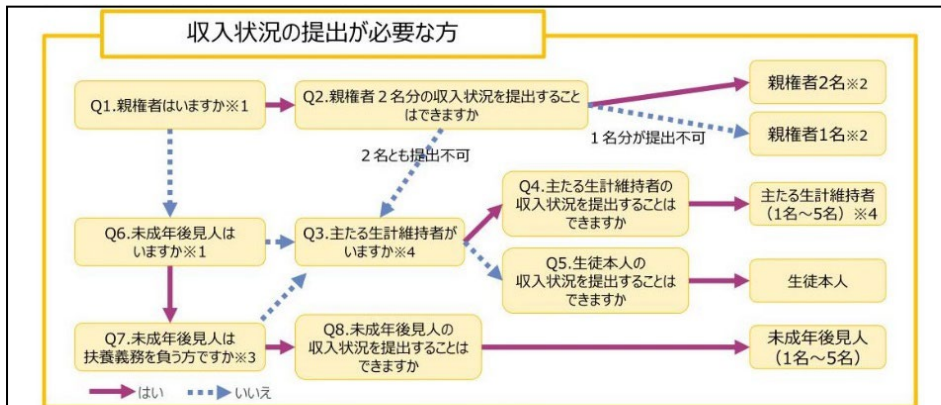 収入状況の提出が必要な方
Q1.親権者はいますか※1
Q2.親権者２名分の収入状況を提出すること
はできますか
親権者2名※2
２名とも提出不可
１名分が提出不可
親権者1名※2
Q6.未成年後見人は
いますか※1
Q3.主たる生計維持者が
いますか※4
Q4.主たる生計維持者の
収入状況を提出することは
できますか
主たる生計維持者
（1名～5名）※4
Q5.生徒本人の
収入状況を提出することは
できますか
生徒本人
Q7.未成年後見人は
扶養義務を負う方ですか※3
Q8.未成年後見人の
収入状況を提出することは
できますか
未成年後見人
（1名～5名）
はい
いいえ